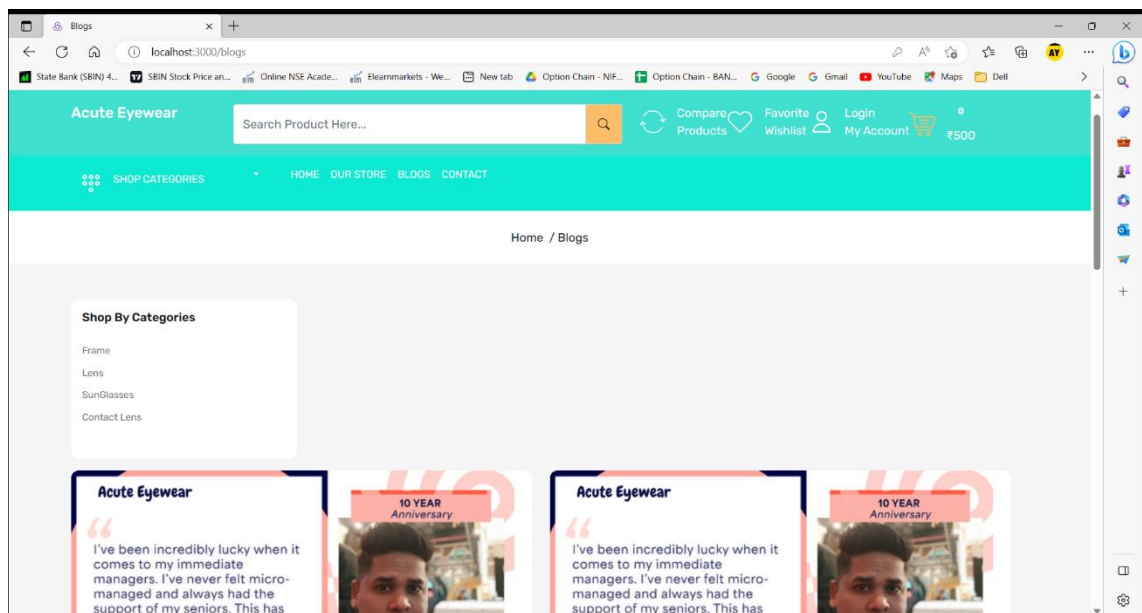 Blogs
localhost:3000/blogs
AY
State Bank (SBIN) 4... SBIN Stock Price an... Online NSE Acade... Elearnmarkets - We... New tab Option Chain - NIF... Option Chain - BAN... Google Gmail YouTube Maps Dell
Acute Eyewear
Search Product Here...
Compare
Products
Favorite
Wishlist
Login
My Account
0
₹500
SHOP CATEGORIES
HOME OUR STORE BLOGS CONTACT
Home / Blogs
Shop By Categories
Frame
Lens
SunGlasses
Contact Lens
Acute Eyewear
10 YEAR
Anniversary
I've been incredibly lucky when it
comes to my immediate
managers. I've never felt micro-
managed and always had the
support of my seniors. This has
Acute Eyewear
10 YEAR
Anniversary
I've been incredibly lucky when it
comes to my immediate
managers. I've never felt micro-
managed and always had the
support of my seniors. This has